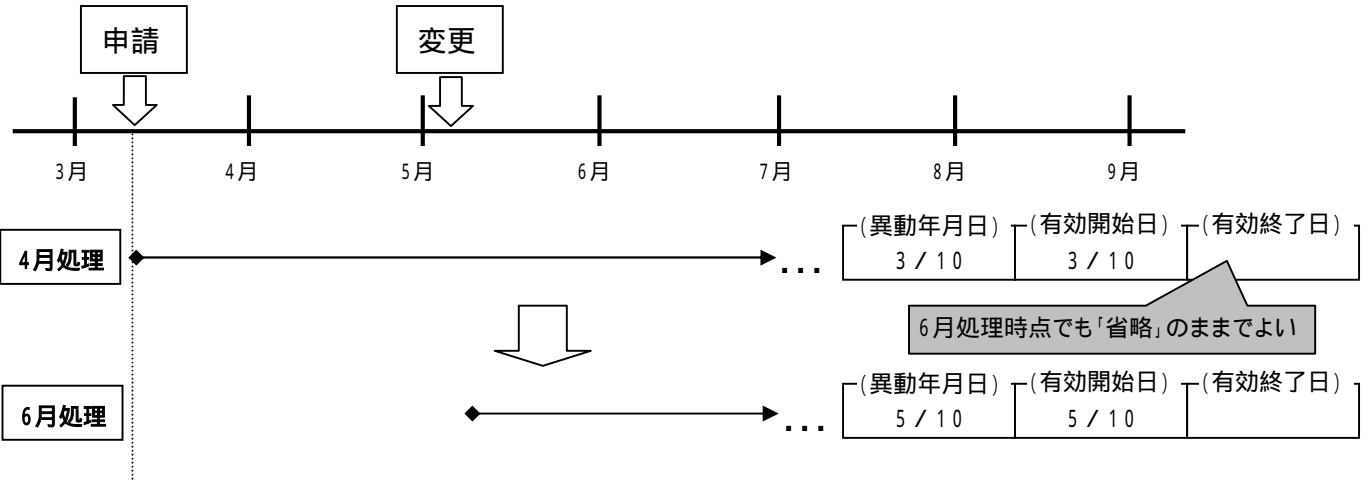 申請
変更
3月
4月
5月
6月
7月
8月
9月
4月処理
...
(異動年月日)
(有効開始日)
(有効終了日)
3/10
3/10
6月処理時点でも「省略」のままでよい
6月処理
...
(異動年月日)
(有効開始日)
(有効終了日)
5/10
5/10